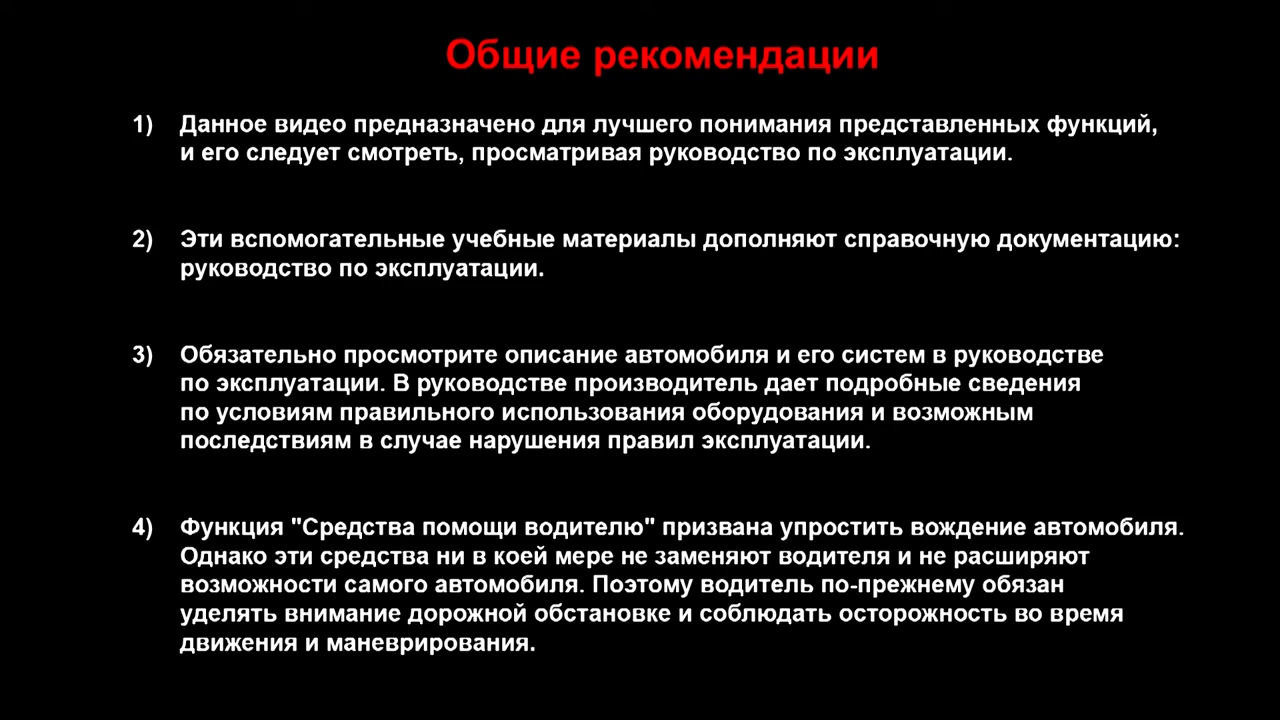 Общие рекомендации
1) Данное видео предназначено для лучшего понимания представленных функций,
и его следует смотреть, просматривая руководство по эксплуатации.
2) Эти вспомогательные учебные материалы дополняют справочную документацию:
руководство по эксплуатации.
3) Обязательно просмотрите описание автомобиля и его систем в руководстве
по эксплуатации. В руководстве производитель дает подробные сведения
по условиям правильного использования оборудования и возможным
последствиям в случае нарушения правил эксплуатации.
4) Функция "Средства помощи водителю" призвана упростить вождение автомобиля.
Однако эти средства ни в коей мере не заменяют водителя и не расширяют
возможности самого автомобиля. Поэтому водитель по-прежнему обязан
уделять внимание дорожной обстановке и соблюдать осторожность во время
движения и маневрирования.